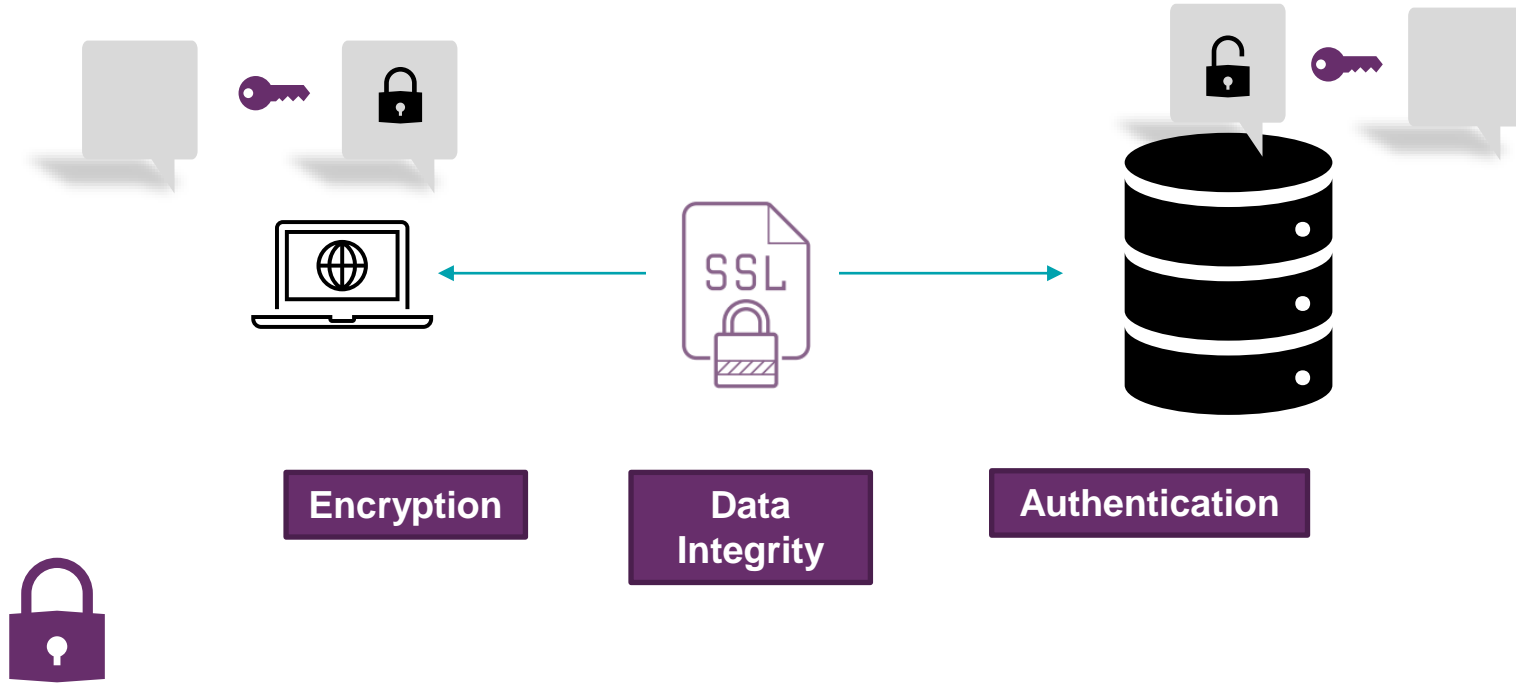 SSL
Encryption
Data
Integrity
Authentication